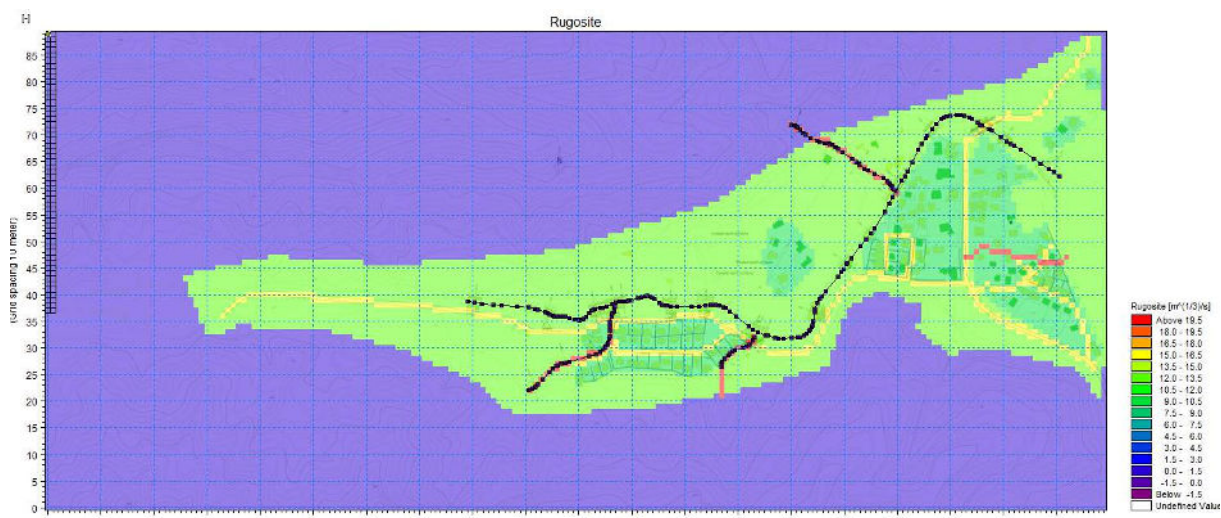 [-]
Rugosite
85
80
75
70
65
60
55
50
45
40
35
30
25
20
15
10
5
0
(Grid spacing 10 meter)
Rugosite [m^(1/3)/s]
Above 19.5
18.0 - 19.5
16.5 - 18.0
15.0 - 16.5
13.5 - 15.0
12.0 - 13.5
10.5 - 12.0
9.0 - 10.5
7.5 - 9.0
6.0 - 7.5
4.5 - 6.0
3.0 - 4.5
1.5 - 3.0
0.0 - 1.5
-1.5 - 0.0
Below -1.5
Undefined Value